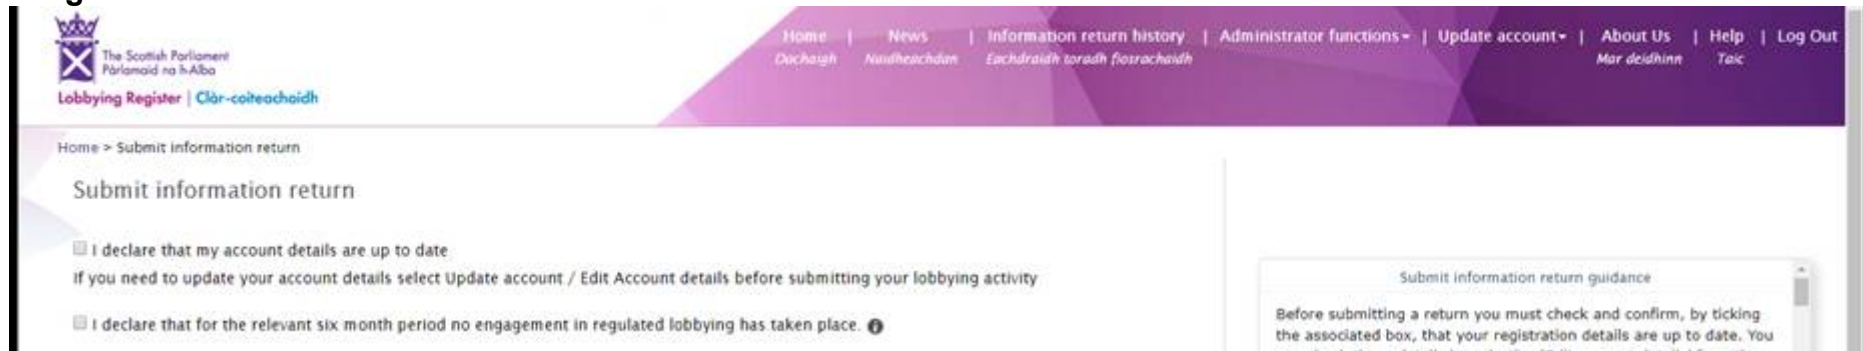 The Scottish Parliament
Pàrlamaid na h-Alba
Lobbying Register | Clàr-coiteachaidh
Home | News | Information return history | Administrator functions | Update account | About Us | Help | Log Out
Dachaigh Naidheachdan Eachdraidh toradh fiosrachaidh Mar deidhinn Taic
Home > Submit information return
Submit information return
I declare that my account details are up to date
If you need to update your account details select Update account / Edit Account details before submitting your lobbying activity
I declare that for the relevant six month period no engagement in regulated lobbying has taken place.
Submit information return guidance
Before submitting a return you must check and confirm, by ticking
the associated box, that your registration details are up to date. You